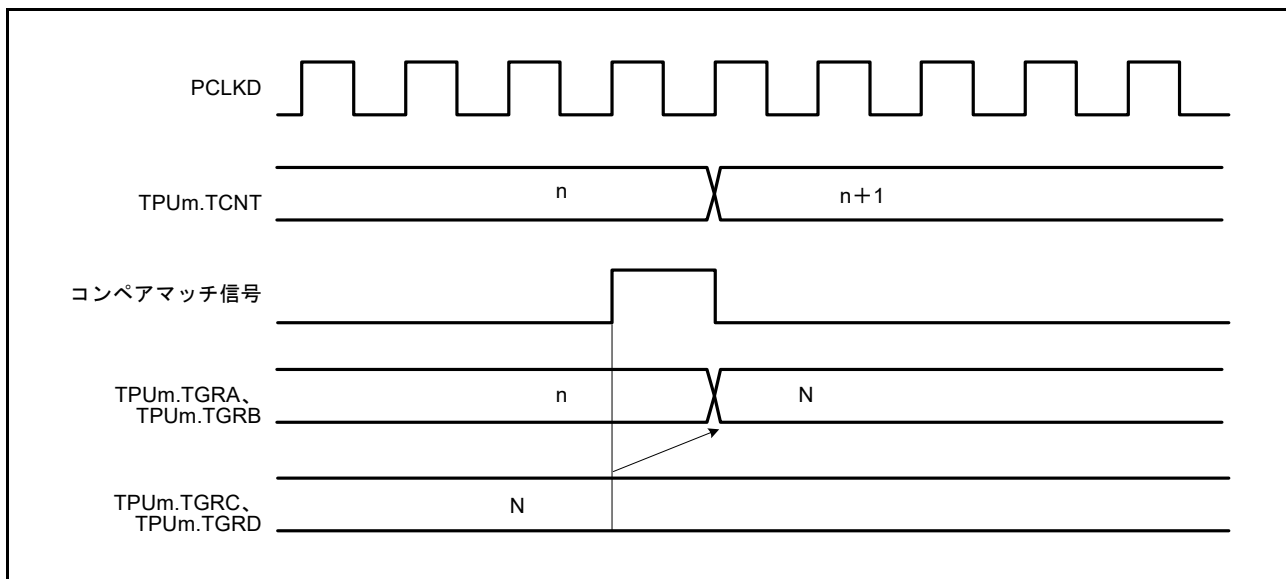 PCLKD
TPUm.TCNT
n
n＋1
コンペアマッチ信号
TPUm.TGRA、
TPUm.TGRB
n
N
TPUm.TGRC、
TPUm.TGRD
N